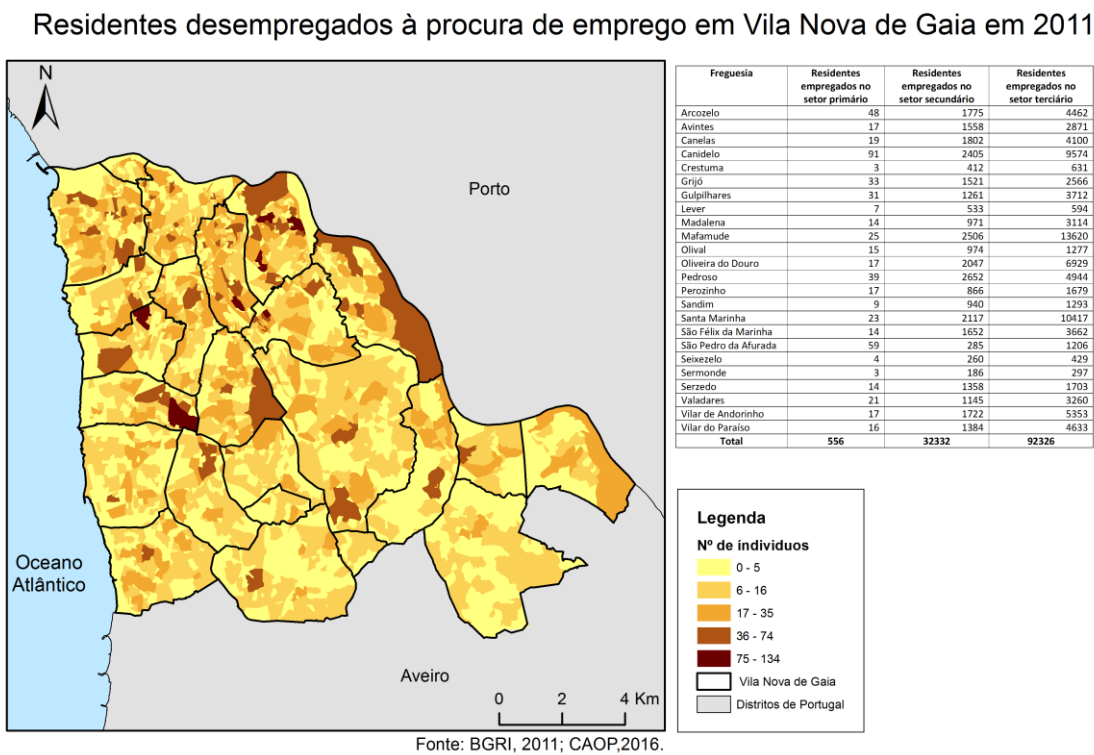 Residentes desempregados à procura de emprego em Vila Nova de Gaia em 2011
N
Porto
Oceano
Atlântico
Aveiro
0 2 4 Km
Fonte: BGRI, 2011; CAOP,2016.
Freguesia Residentes empregados no setor primário Residentes empregados no setor secundário Residentes empregados no setor terciário
Arcozelo 48 1775 4462
Avintes 17 1558 2871
Canelas 19 1802 4100
Canidelo 91 2405 9574
Crestuma 3 412 631
Grijó 33 1521 2566
Gulpilhares 31 1261 3712
Lever 7 533 594
Madalena 14 971 3114
Mafamude 25 2506 13620
Olival 15 974 1277
Oliveira do Douro 17 2047 6929
Pedroso 39 2652 4944
Perozinho 17 866 1679
Sandim 9 940 1293
Santa Marinha 23 2117 10417
São Félix da Marinha 14 1652 3662
São Pedro da Afurada 59 285 1206
Seixezelo 4 260 429
Sermonde 3 186 297
Serzedo 14 1358 1703
Valadares 21 1145 3260
Vilar de Andorinho 17 1722 5353
Vilar do Paraíso 16 1384 4633
Total 556 32332 92326
Legenda
Nº de índividuos
0 - 5
6 - 16
17 - 35
36 - 74
75 - 134
Vila Nova de Gaia
Distritos de Portugal